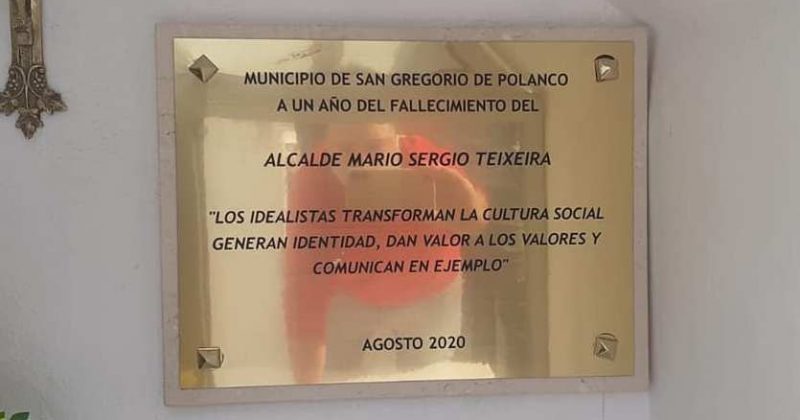 MUNICIPIO DE SAN GREGORIO DE POLANCO
A UN AÑO DEL FALLECIMIENTO DEL
ALCALDE MARIO SERGIO TEIXEIRA
"LOS IDEALISTAS TRANSFORMAN LA CULTURA SOCIAL
GENERAN IDENTIDAD, DAN VALOR A LOS VALORES Y
COMUNICAN EN EJEMPLO"
AGOSTO 2020